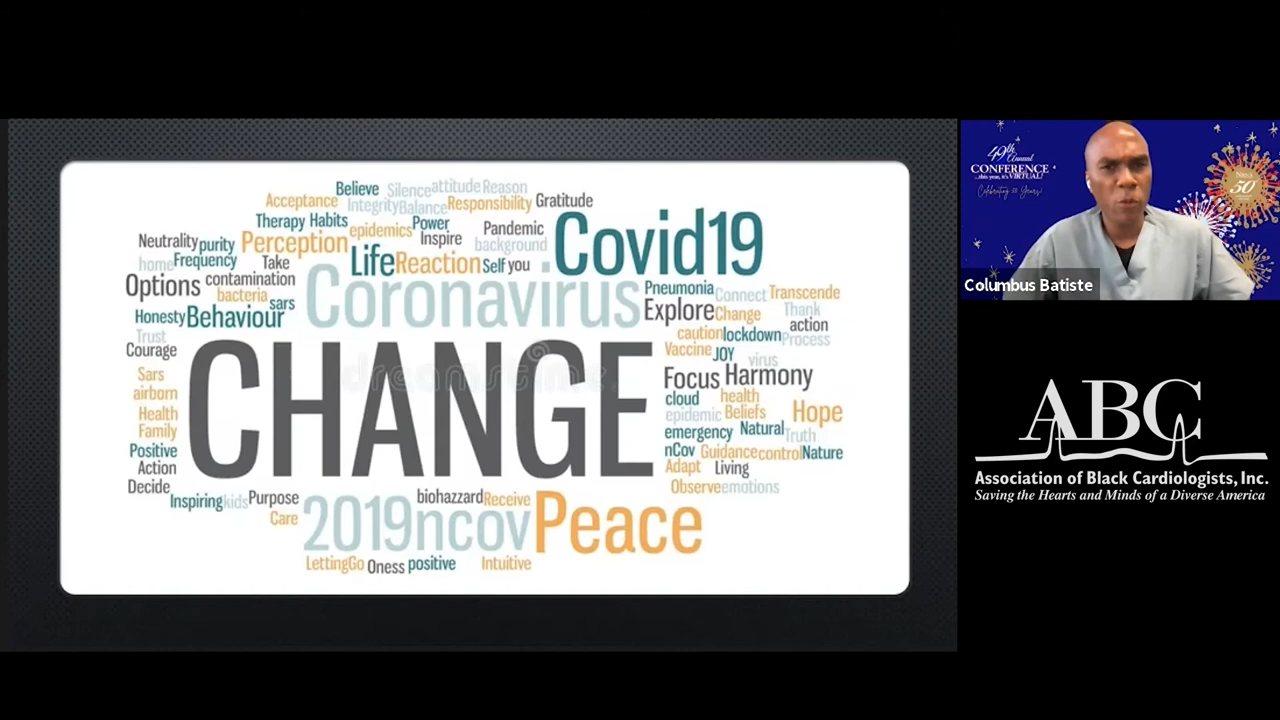 Believe Silence attitude Reason
Acceptance Integrity Balance Responsibility Gratitude
Therapy Habits epidemics Power Pandemic Covid19
Neutrality purity Perception Inspire background
home Frequency Take Life Reaction Self you
Options contamination Coronavirus Pneumonia Connect Transcende
bacteria sars Explore Change Thank
Honesty Behaviour caution lockdown action
Trust Process
Courage CHANGE Vaccine JOY virus
Sars Focus Harmony
airborn cloud health
Health epidemic Beliefs Hope
Family emergency Natural Truth
Positive nCov Guidance control Nature
Action Adapt Living
Decide Observe emotions
Inspiring kids Purpose biohazzard Receive
Care 2019ncov Peace
LettingGo Oness positive Intuitive
dreamstime
49th Annual
CONFERENCE
...this year, it's VIRTUAL!
Celebrating 50 Years!
50
Columbus Batiste
ABC
Association of Black Cardiologists, Inc.
Saving the Hearts and Minds of a Diverse America